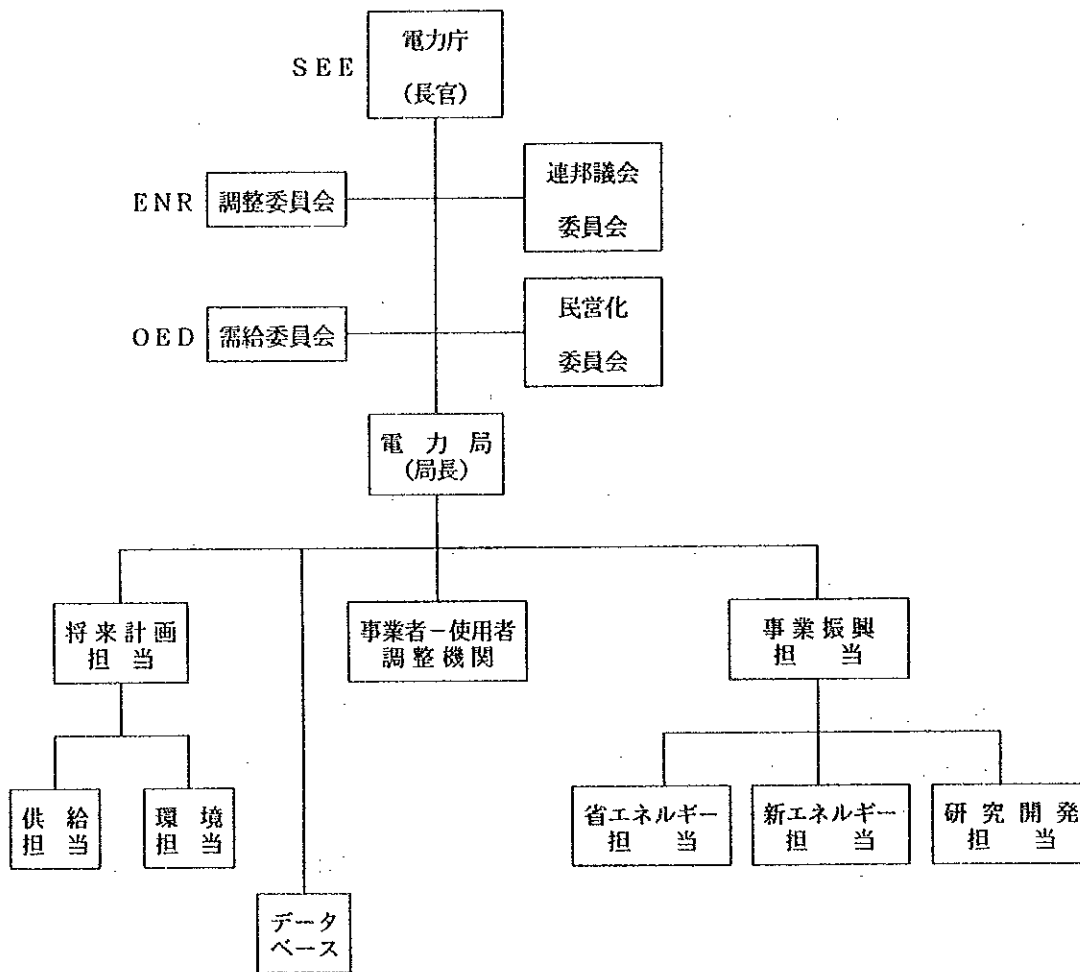 電力庁
SEE
(長官)
連邦議会
ENR 調整委員会
委員会
民営化
OED 需給委員会
委員会
電力局
(局長)
将来計画
担当
事業者－使用者
調整機関
事業振興
担当
供給
担当
環境
担当
省エネルギー
担当
新エネルギー
担当
研究開発
担当
データ
ベース